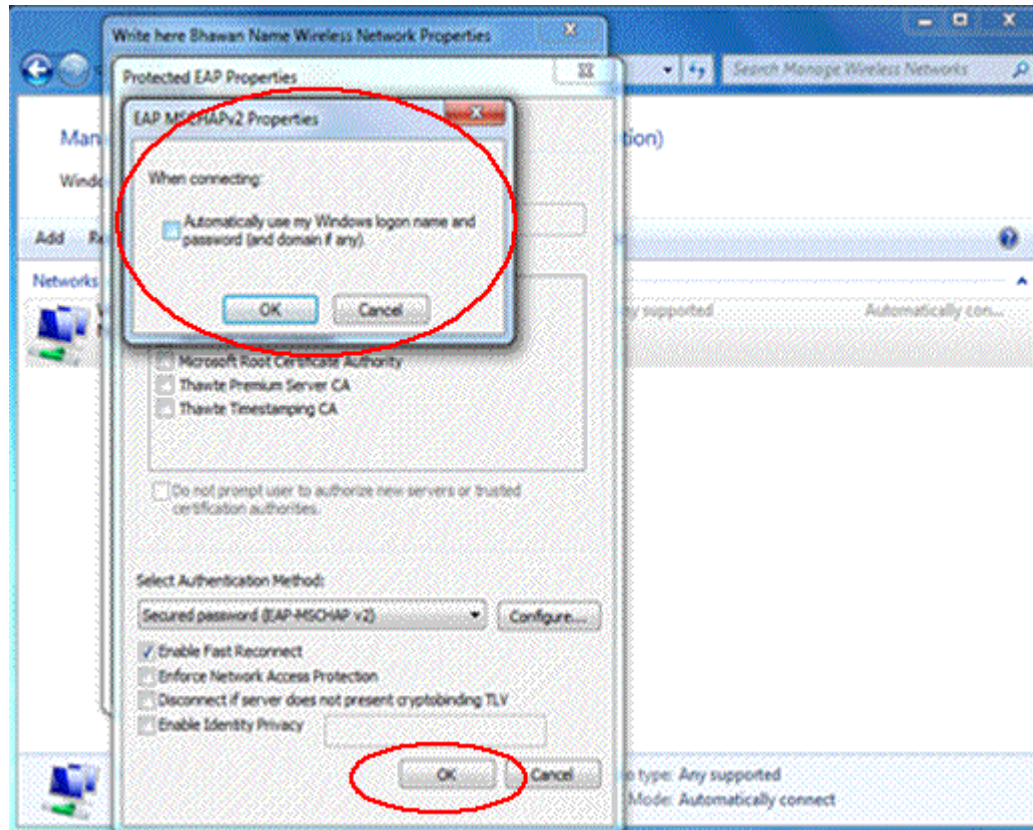 Write here Bhawan Name Wireless Network Properties
Protected EAP Properties
Search Manage Wireless Networks
EAP MSCHAPv2 Properties
Man
tion)
When connecting:
Windo
Automatically use my Windows logon name and
password (and domain if any).
Add
Networks
OK
Cancel
supported
Automatically con...
Microsoft Root Certificate Authority
Thawte Premium Server CA
Thawte Timestamping CA
Do not prompt user to authorize new servers or trusted
certification authorities.
Select Authentication Method:
Secured password (EAP-MSCHAP v2)
Configure...
Enable Fast Reconnect
Enforce Network Access Protection
Disconnect if server does not present cryptobinding TLV
Enable Identity Privacy
OK
Cancel
type: Any supported
Mode: Automatically connect